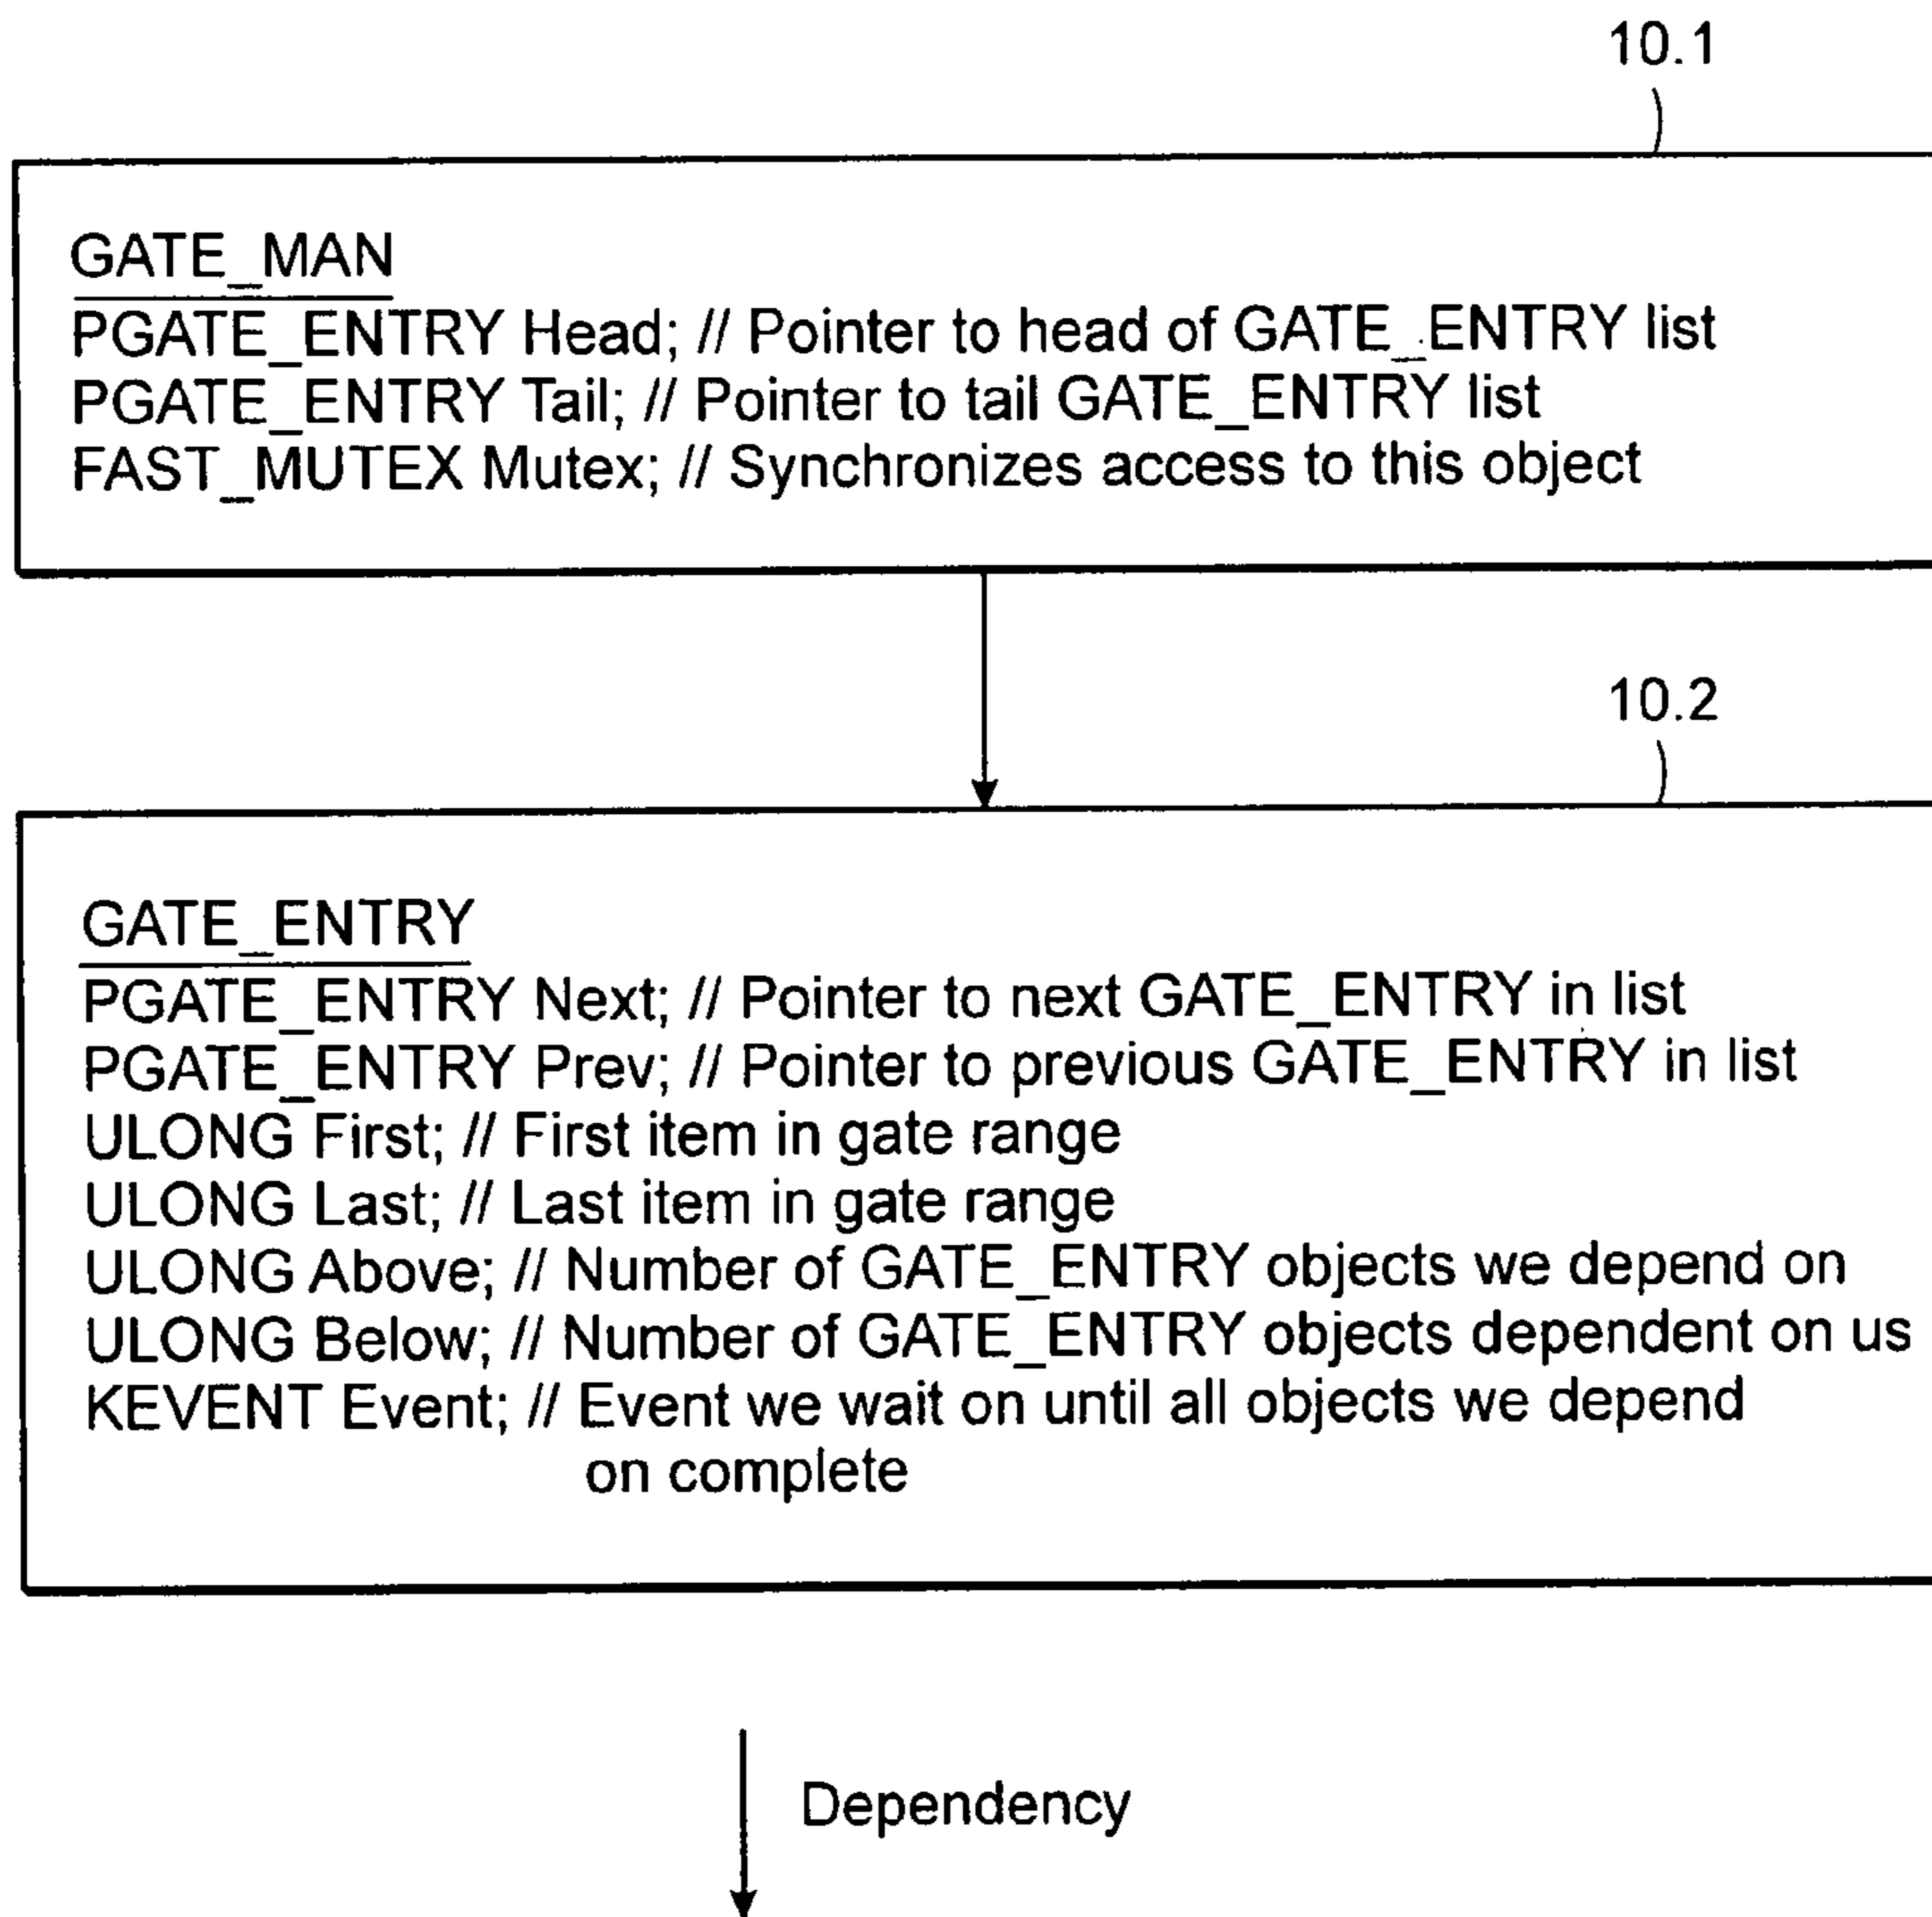 10.1
GATE_MAN
PGATE_ENTRY Head; // Pointer to head of GATE_ENTRY list
PGATE_ENTRY Tail; // Pointer to tail GATE_ENTRY list
FAST_MUTEX Mutex; // Synchronizes access to this object
10.2
GATE_ENTRY
PGATE_ENTRY Next; // Pointer to next GATE_ENTRY in list
PGATE_ENTRY Prev; // Pointer to previous GATE_ENTRY in list
ULONG First; // First item in gate range
ULONG Last; // Last item in gate range
ULONG Above; // Number of GATE_ENTRY objects we depend on
ULONG Below; // Number of GATE_ENTRY objects dependent on us
KEVENT Event; // Event we wait on until all objects we depend
on complete
Dependency